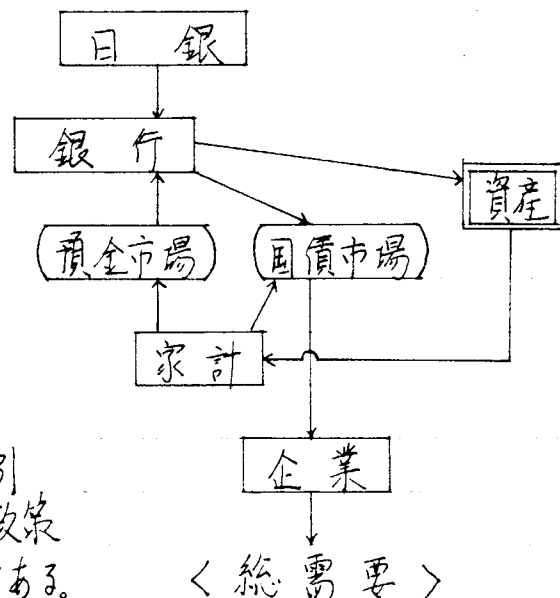 日銀
銀行
資産
預金市場
国債市場
家計
企業
政策
ある。
<総需要>